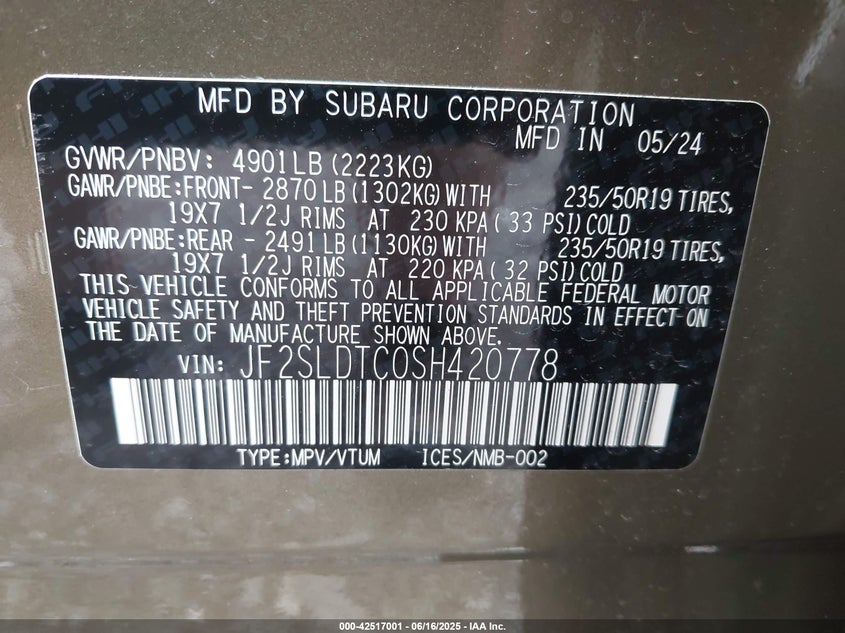 MFD BY SUBARU CORPORATION
MFD IN 05/24
GVWR/PNBV: 4901LB (2223KG)
GAWR/PNBE:FRONT- 2870LB (1302KG) WITH 235/50R19 TIRES,
19X7 1/2J RIMS AT 230 KPA ( 33 PSI) COLD
GAWR/PNBE:REAR - 2491LB (1130KG) WITH 235/50R19 TIRES,
19X7 1/2J RIMS AT 220 KPA ( 32 PSI) COLD
THIS VEHICLE CONFORMS TO ALL APPLICABLE FEDERAL MOTOR
VEHICLE SAFETY AND THEFT PREVENTION STANDARDS IN EFFECT ON
THE DATE OF MANUFACTURE SHOWN ABOVE.
VIN: JF2SLDTC0SH420778
TYPE:MPV/VTUM ICES/NMB-002
000-42517001 - 06/16/2025 - IAA Inc.